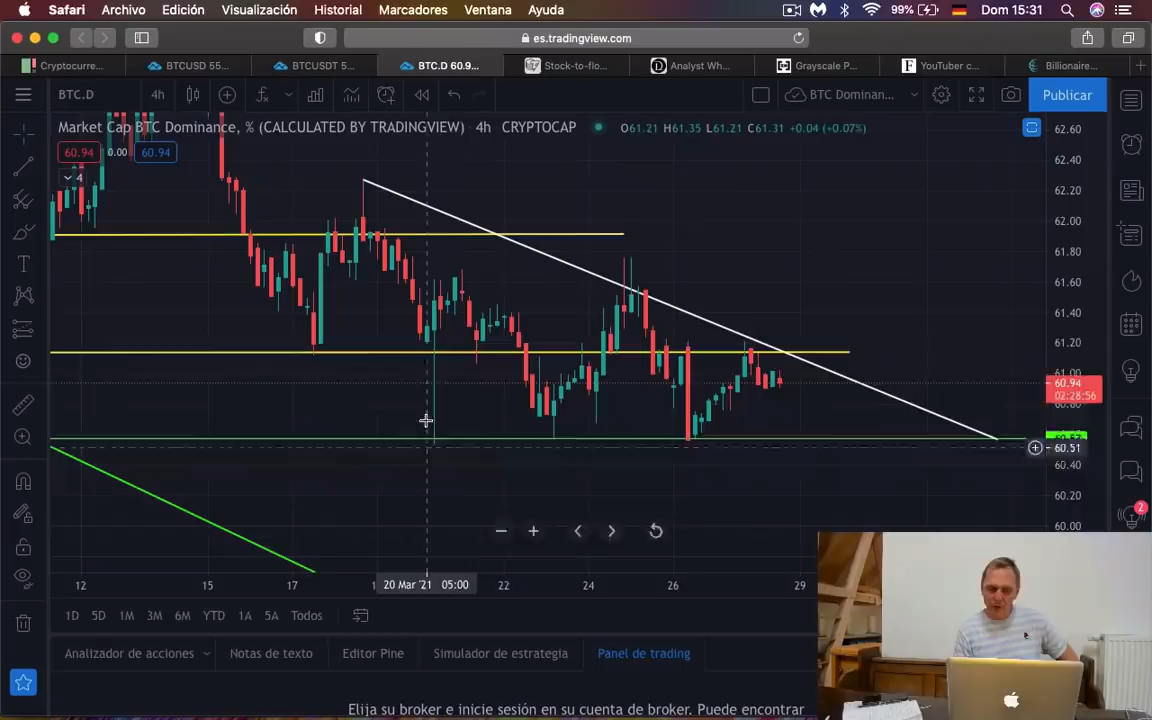 Safari Archivo Edición Visualización Historial Marcadores Ventana Ayuda 99% Dom 15:31
es.tradingview.com
Cryptocurre... BTCUSD 55... BTCUSDT 5... BTC.D 60.9... Stock-to-flo... Analyst Wh... Grayscale P... YouTuber c... Billionaire...
BTC.D 4h BTC Dominan... Publicar
Market Cap BTC Dominance, % (CALCULATED BY TRADINGVIEW) 4h CRYPTOCAP O61.21 H61.35 L61.21 C61.31 +0.04 (+0.07%)
60.94 0.00 60.94
4
62.60
62.40
62.20
62.00
61.80
61.60
61.40
61.20
61.00
60.94
02:28:56
60.51
60.40
60.20
60.00
12 15 17 20 Mar '21 05:00 22 24 26 29
1D 5D 1M 3M 6M YTD 1A 5A Todos
2
Analizador de acciones Notas de texto Editor Pine Simulador de estrategia Panel de trading
Elija su broker e inicie sesión en su cuenta de broker. Puede encontrar